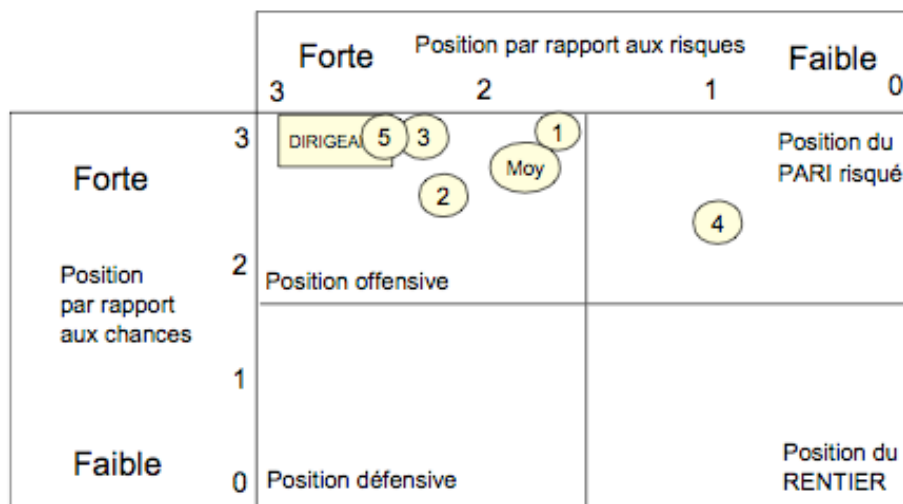 Forte Position par rapport aux risques Faible
3 2 1 0
3 DIRIGEA 5 3 1 Position du
Forte Moy PARI risqué
2 4
Position 2 Position offensive
par rapport
aux chances
1
Faible Position du
0 Position défensive RENTIER